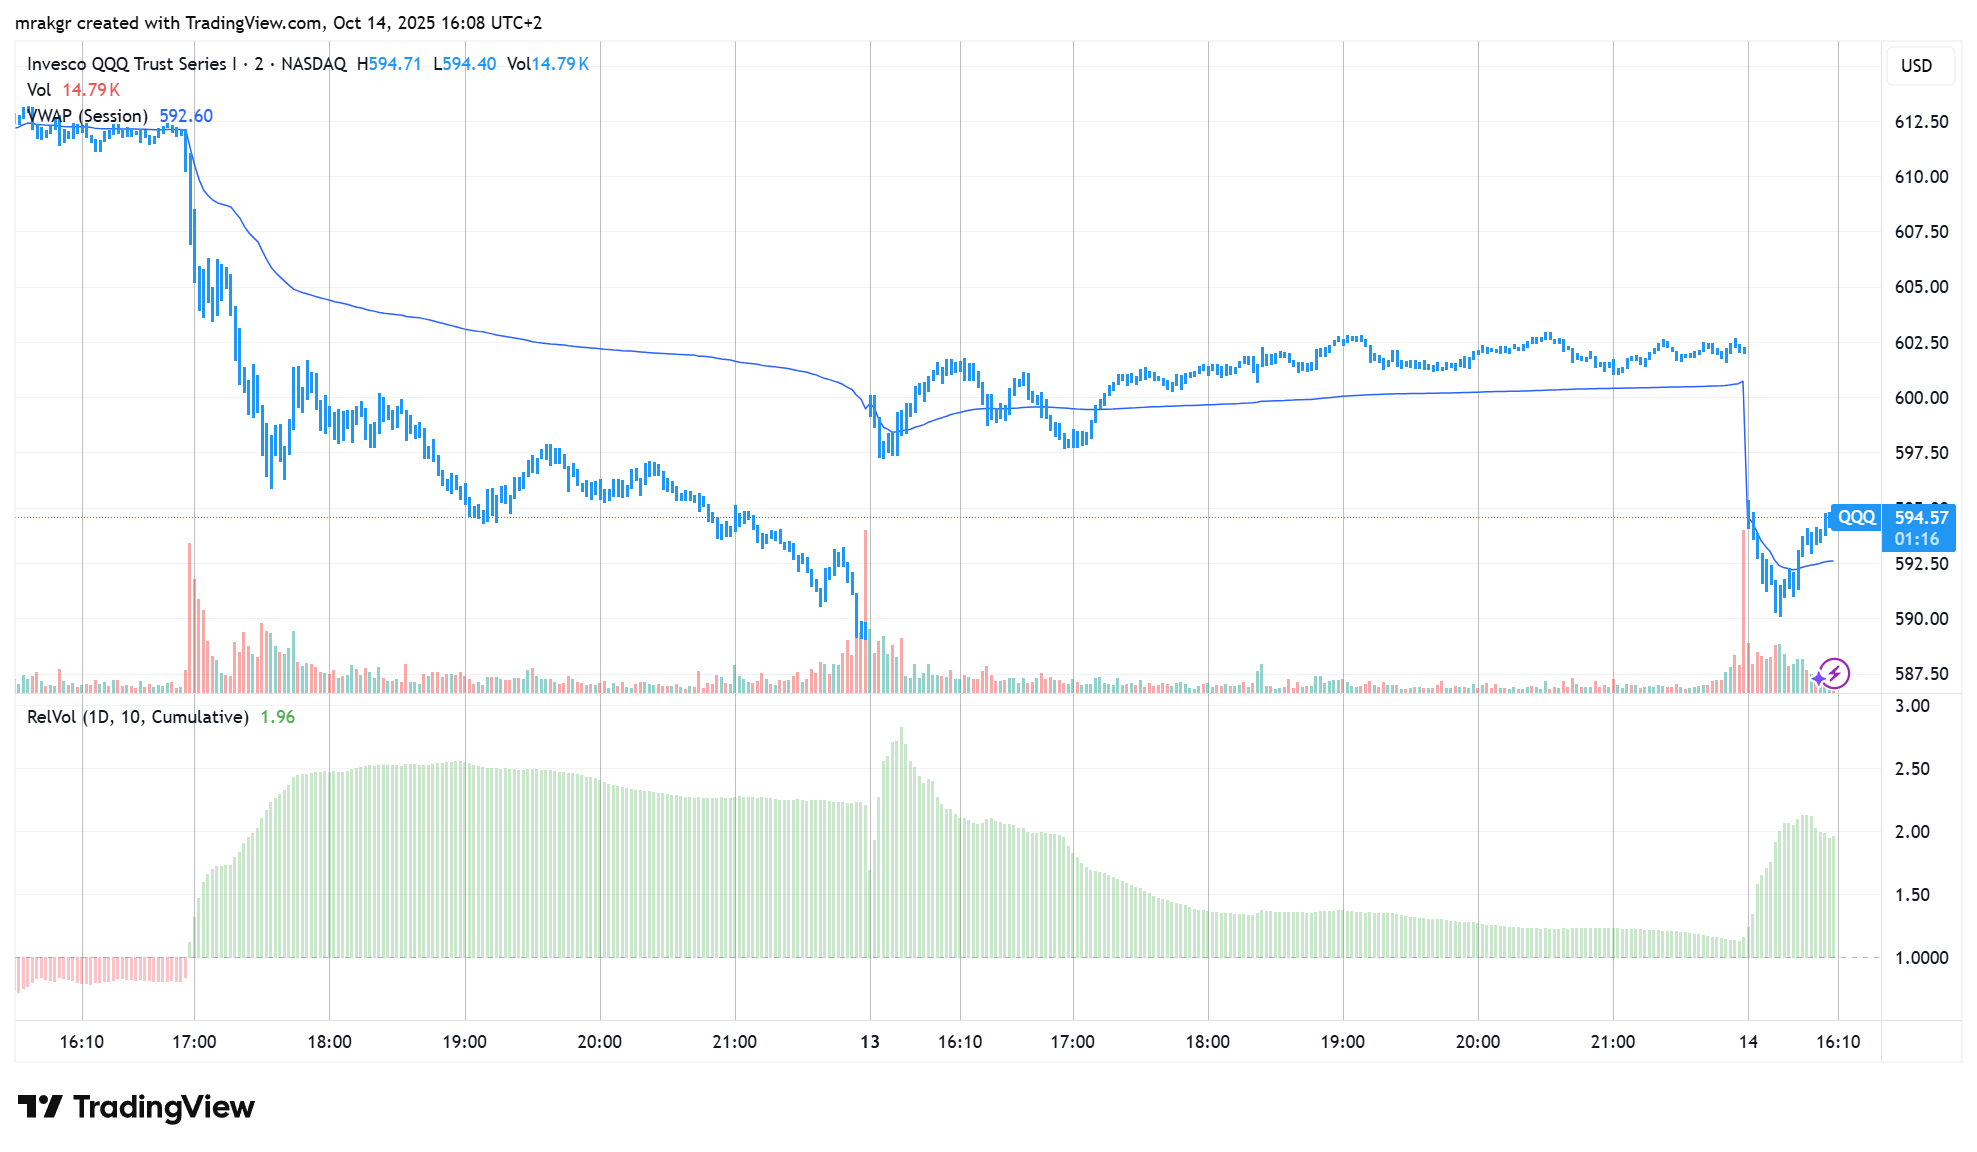 mrakgr created with TradingView.com, Oct 14, 2025 16:08 UTC+2
Invesco QQQ Trust Series I · 2 · NASDAQ H594.71 L594.40 Vol14.79 K
USD
Vol 14.79 K
VWAP (Session) 592.60
612.50
610.00
607.50
605.00
602.50
600.00
597.50
595.00
QQQ 594.57
01:16
592.50
590.00
587.50
RelVol (1D, 10, Cumulative) 1.96
3.00
2.50
2.00
1.50
1.0000
16:10 17:00 18:00 19:00 20:00 21:00 13 16:10 17:00 18:00 19:00 20:00 21:00 14 16:10
TradingView